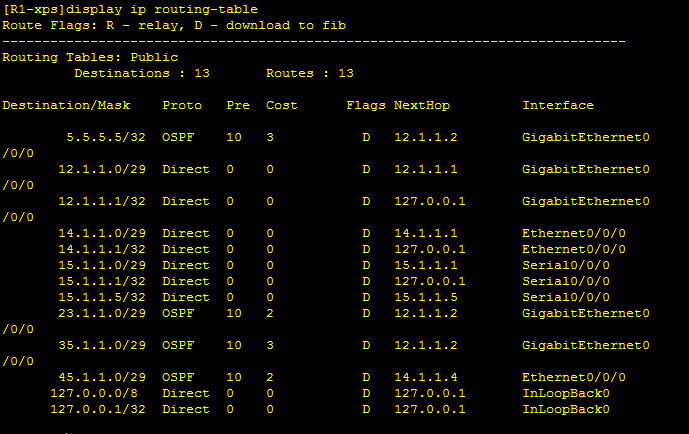 [R1-xps]display ip routing-table
Route Flags: R - relay, D - download to fib
------------------------------------------------------------------------------
Routing Tables: Public
         Destinations : 13       Routes : 13

Destination/Mask    Proto   Pre  Cost      Flags NextHop         Interface

        5.5.5.5/32  OSPF    10   3           D   12.1.1.2        GigabitEthernet0
/0/0
       12.1.1.0/29  Direct  0    0           D   12.1.1.1        GigabitEthernet0
/0/0
       12.1.1.1/32  Direct  0    0           D   127.0.0.1       GigabitEthernet0
/0/0
       14.1.1.0/29  Direct  0    0           D   14.1.1.1        Ethernet0/0/0
       14.1.1.1/32  Direct  0    0           D   127.0.0.1       Ethernet0/0/0
       15.1.1.0/29  Direct  0    0           D   15.1.1.1        Serial0/0/0
       15.1.1.1/32  Direct  0    0           D   127.0.0.1       Serial0/0/0
       15.1.1.5/32  Direct  0    0           D   15.1.1.5        Serial0/0/0
       23.1.1.0/29  OSPF    10   2           D   12.1.1.2        GigabitEthernet0
/0/0
       35.1.1.0/29  OSPF    10   3           D   12.1.1.2        GigabitEthernet0
/0/0
       45.1.1.0/29  OSPF    10   2           D   14.1.1.4        Ethernet0/0/0
      127.0.0.0/8   Direct  0    0           D   127.0.0.1       InLoopBack0
      127.0.0.1/32  Direct  0    0           D   127.0.0.1       InLoopBack0